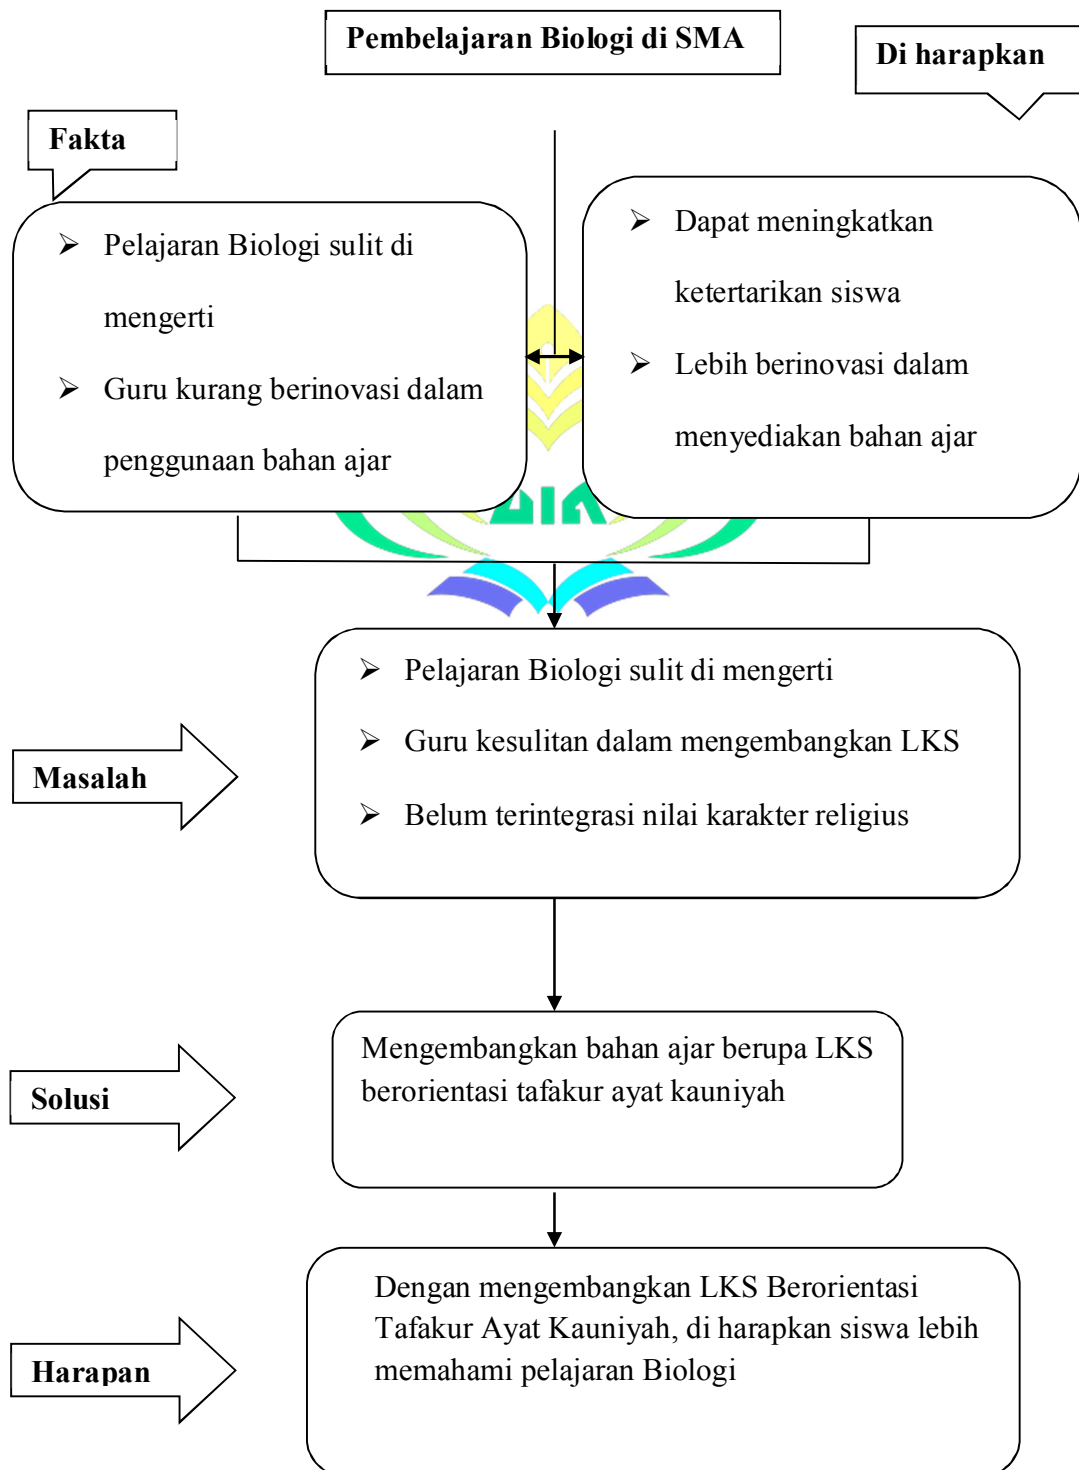 Pembelajaran Biologi di SMA
Di harapkan
Fakta
➢ Pelajaran Biologi sulit di
mengerti
➢ Guru kurang berinovasi dalam
penggunaan bahan ajar
➢ Dapat meningkatkan
ketertarikan siswa
➢ Lebih berinovasi dalam
menyediakan bahan ajar
➢ Pelajaran Biologi sulit di mengerti
➢ Guru kesulitan dalam mengembangkan LKS
➢ Belum terintegrasi nilai karakter religius
Masalah
Mengembangkan bahan ajar berupa LKS
berorientasi tafakur ayat kauniyah
Solusi
Dengan mengembangkan LKS Berorientasi
Tafakur Ayat Kauniyah, di harapkan siswa lebih
memahami pelajaran Biologi
Harapan